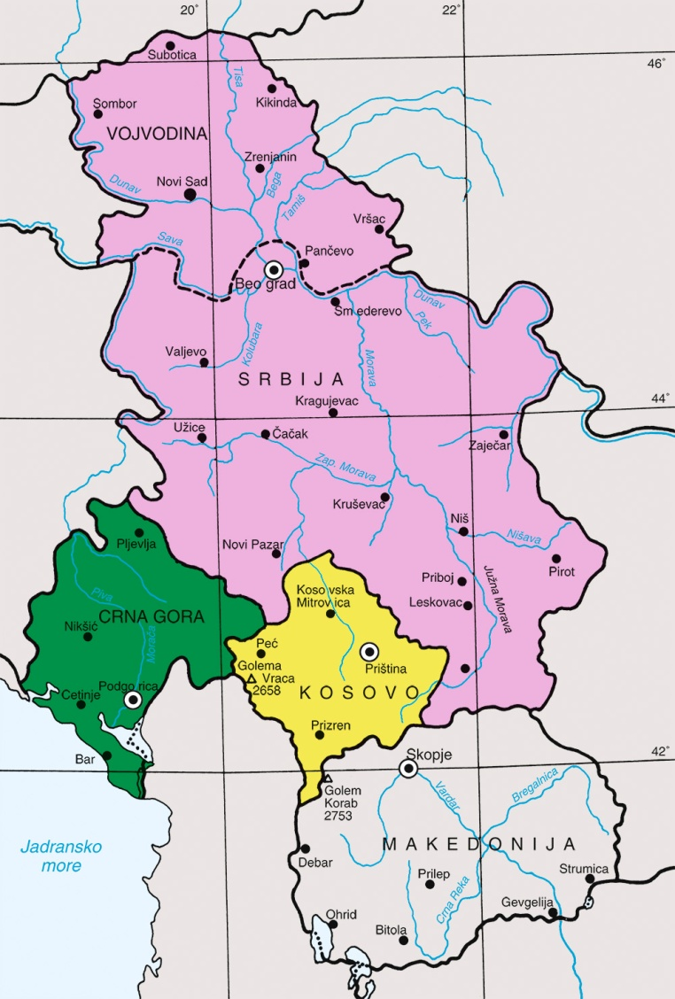 20°
22°
46°
Subotica
Tisa
Sombor
Kikinda
VOJVODINA
Zrenjanin
Dunav
Novi Sad
Bega
Tamiš
Vršac
Sava
Pančevo
Beo grad
Sm ederevo
Dunav
Pek
Kolubara
Valjevo
Morava
SRBIJA
44°
Kragujevac
Užice
Čačak
Zaječar
Zap. Morava
Kruševac
Niš
Nišava
Pljevlja
Novi Pazar
Pirot
Priboj
Južna Morava
Kosovska
Mitrovica
Leskovac
Piva
CRNA GORA
Nikšić
Morača
Peć
Priština
Golema
Vraca
2658
KOSOVO
Podgo rica
Cetinje
Prizren
Bar
42°
Skopje
Golem
Korab
2753
Vardar
Bregalnica
Jadransko
more
MAKEDONIJA
Debar
Prilep
Strumica
Crna Reka
Gevgelija
Ohrid
Bitola